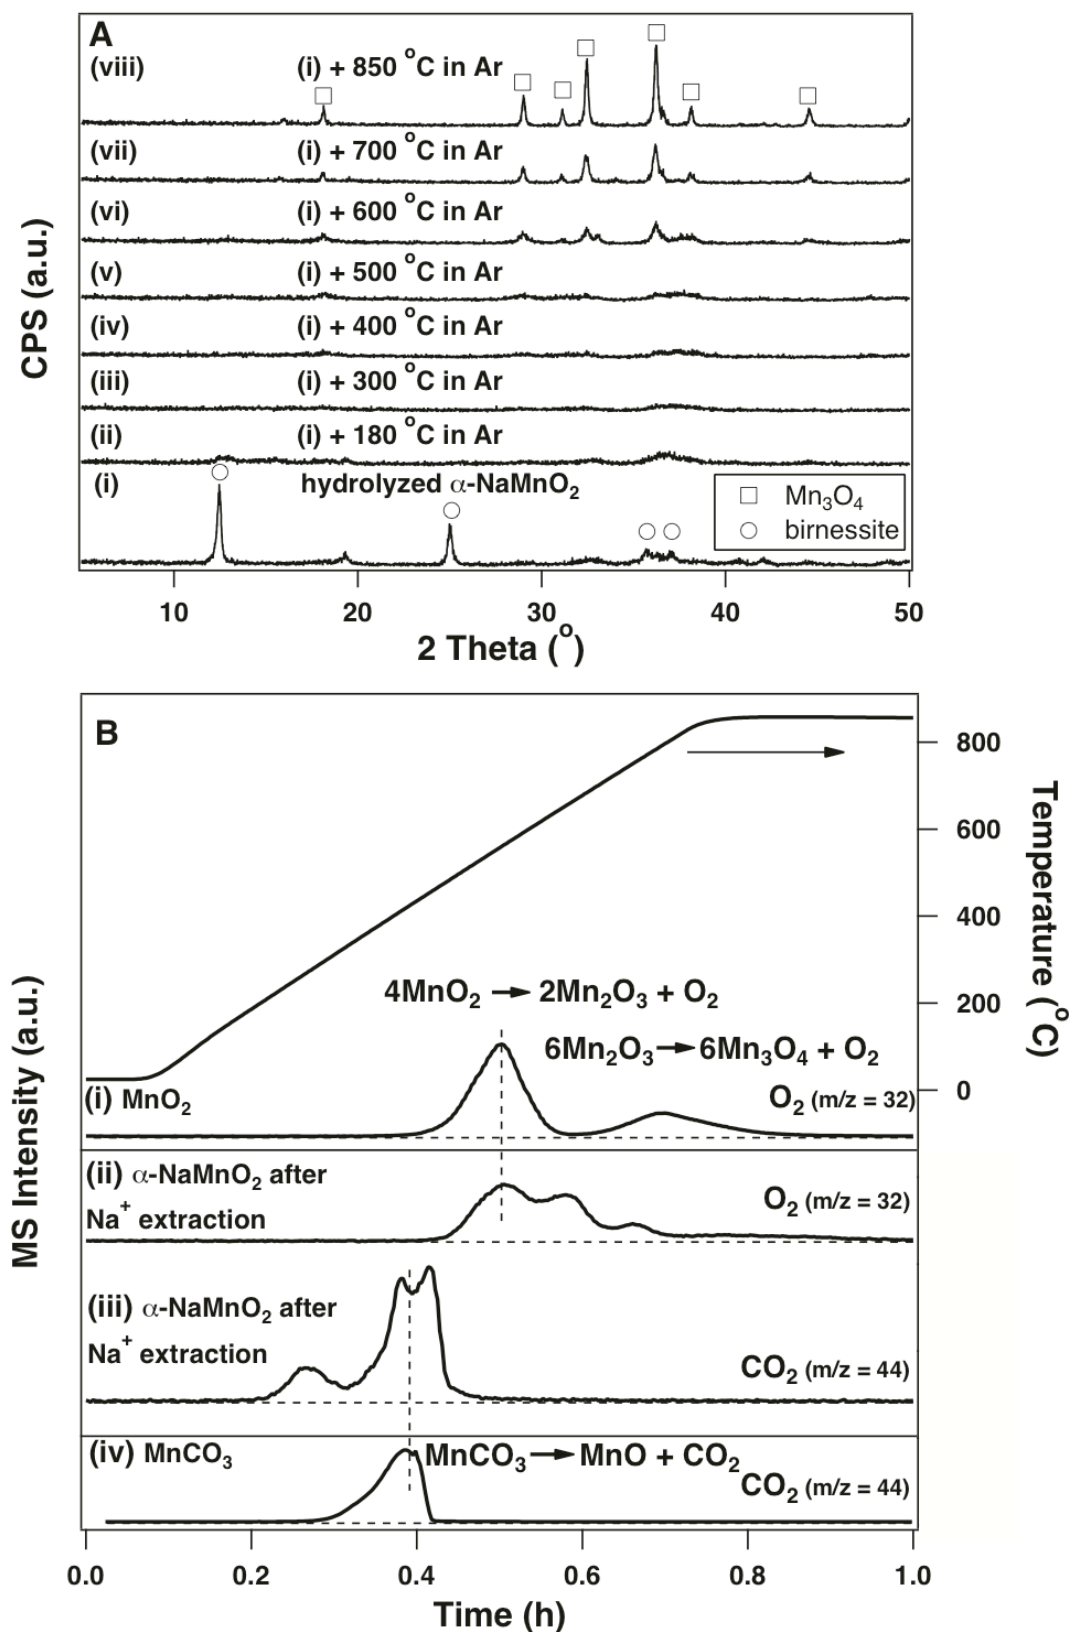 A
(viii) (i) + 850 °C in Ar
(vii) (i) + 700 °C in Ar
(vi) (i) + 600 °C in Ar
(v) (i) + 500 °C in Ar
(iv) (i) + 400 °C in Ar
(iii) (i) + 300 °C in Ar
(ii) (i) + 180 °C in Ar
(i) hydrolyzed α-NaMnO₂
□ Mn₃O₄
○ birnessite
CPS (a.u.)
10 20 30 40 50
2 Theta (°)
B
800
600
400
200
0
Temperature (°C)
MS Intensity (a.u.)
4MnO₂ → 2Mn₂O₃ + O₂
6Mn₂O₃ → 6Mn₃O₄ + O₂
(i) MnO₂ O₂ (m/z = 32)
(ii) α-NaMnO₂ after
Na⁺ extraction
O₂ (m/z = 32)
(iii) α-NaMnO₂ after
Na⁺ extraction
CO₂ (m/z = 44)
(iv) MnCO₃ MnCO₃ → MnO + CO₂
CO₂ (m/z = 44)
0.0 0.2 0.4 0.6 0.8 1.0
Time (h)